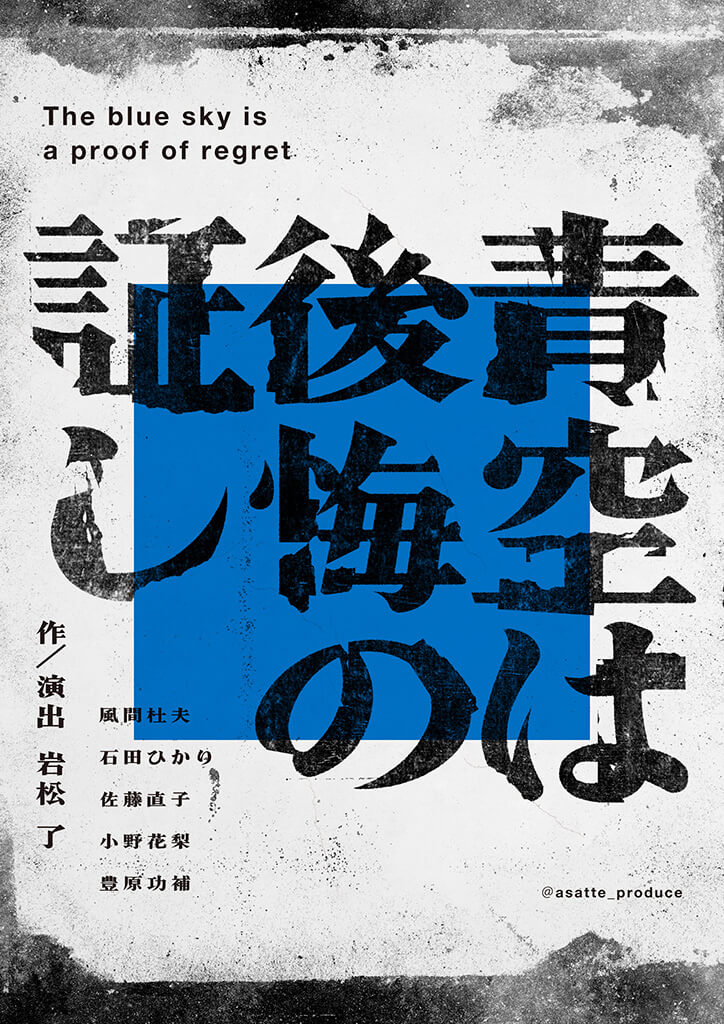 The blue sky is
a proof of regret
青空は
後悔の
証し
作/演出 岩松 了
風間杜夫
石田ひかり
佐藤直子
小野花梨
豊原功補
@asatte_produce